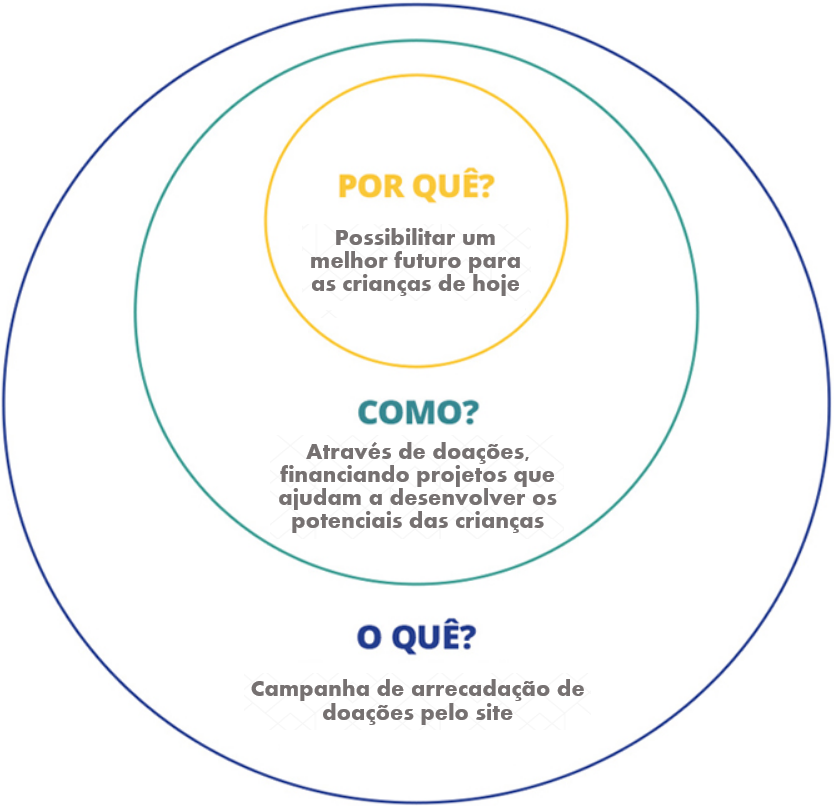 POR QUÊ?
Possibilitar um
melhor futuro para
as crianças de hoje
COMO?
Através de doações,
financiando projetos que
ajudam a desenvolver os
potenciais das crianças
O QUÊ?
Campanha de arrecadação de
doações pelo site